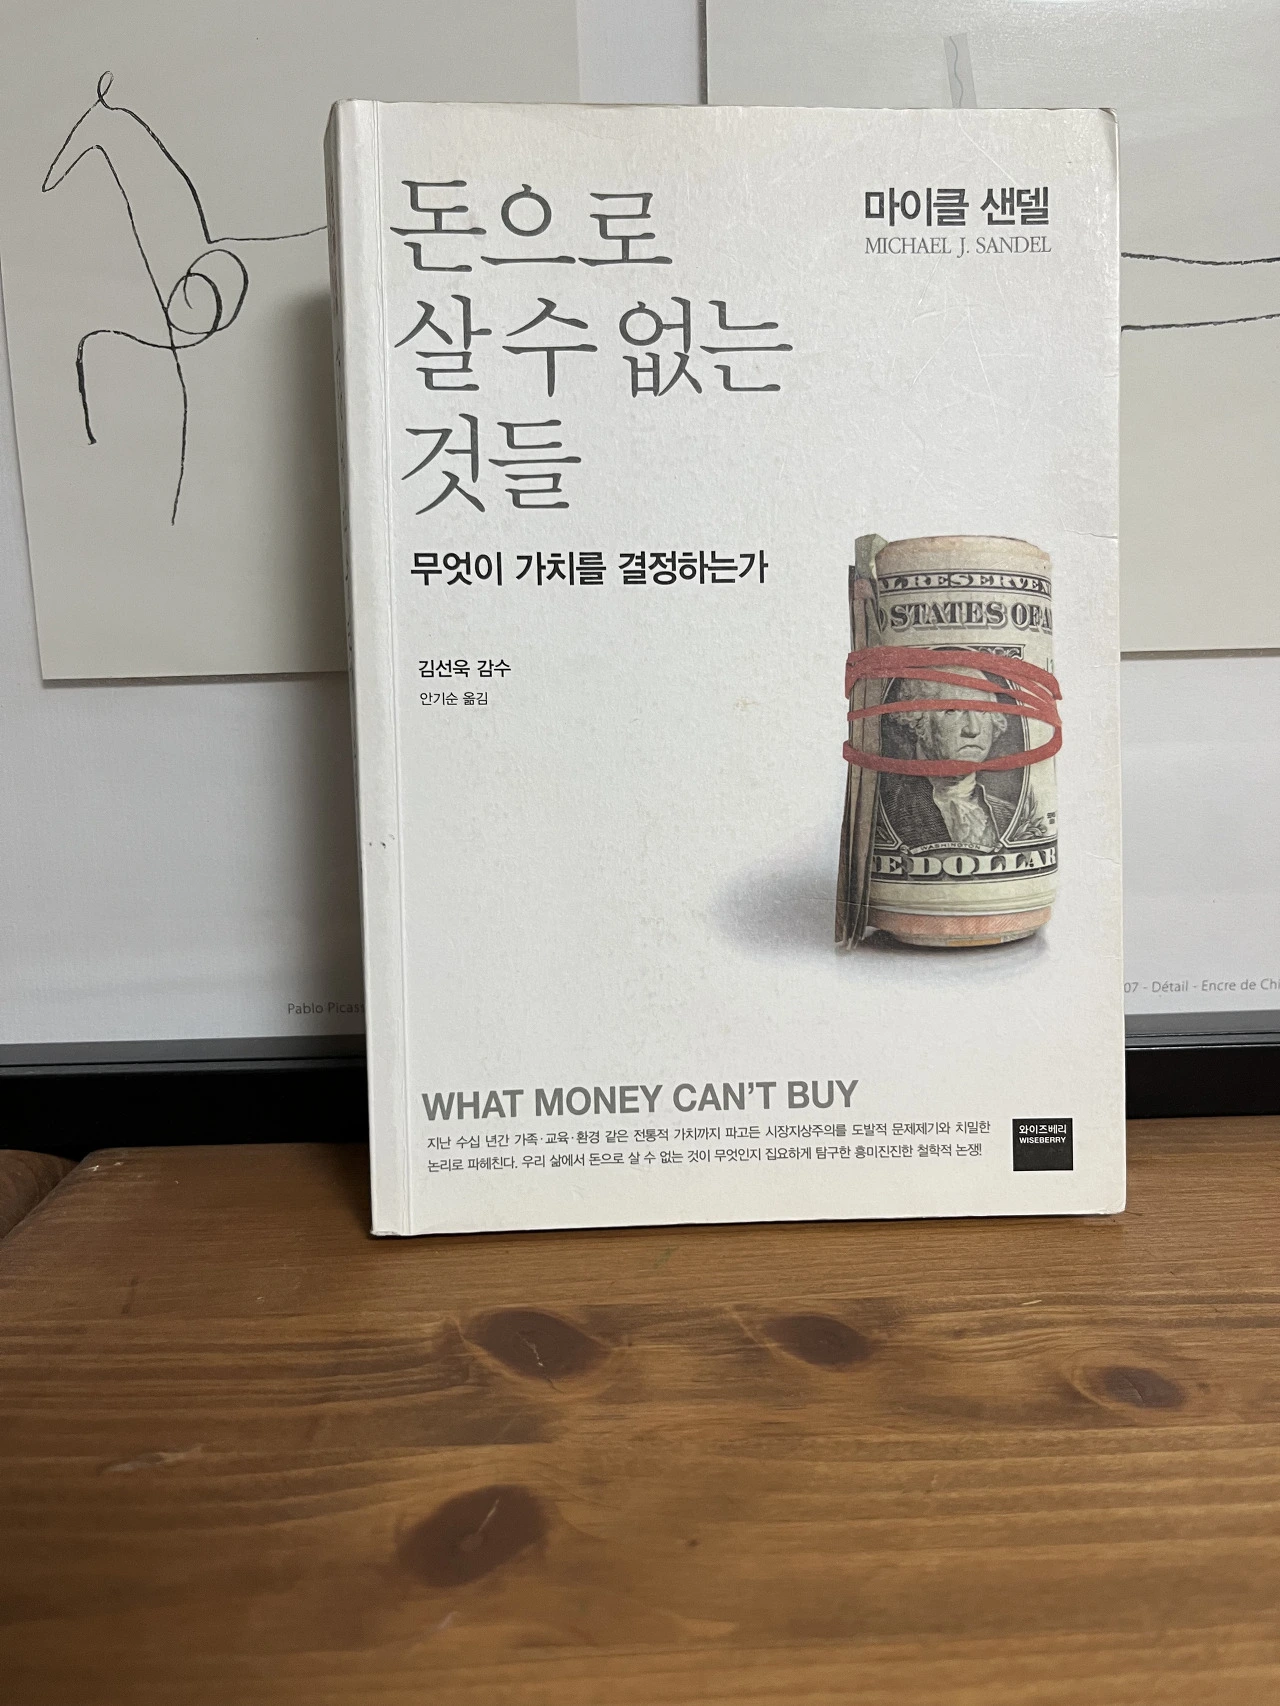 돈으로
살 수 없는
것들
마이클 샌델
MICHAEL J. SANDEL
무엇이 가치를 결정하는가
김선욱 감수
안기순 옮김
AL RESERVE N
D STATES OF A
WASHINGTON
E DOLLAR
WHAT MONEY CAN'T BUY
지난 수십 년간 가족·교육·환경 같은 전통적 가치까지 파고든 시장지상주의를 도발적 문제제기와 치밀한
논리로 파헤친다. 우리 삶에서 돈으로 살 수 없는 것이 무엇인지 집요하게 탐구한 흥미진진한 철학적 논쟁!
와이즈베리
WISEBERRY
Pablo Picass
07 - Détail - Encre de Chi